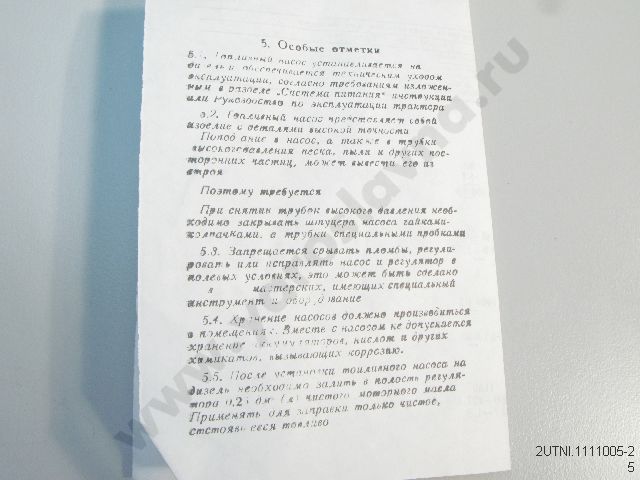 5. Особые отметки
5.1. Топливный насос устанавливается на
и обеспечивается техническим уходом
эксплуатации, согласно требованиям изложен-
ным в разделе „Система питания" инструкции
или Руководство по эксплуатации трактора
5.2. Топливный насос представляет собой
изделие с деталями высокой точности
Попадание в насос, а также в трубки
высокого давления песка, пыли и других пос-
торонних частиц, может вывести его из
строя
Поэтому требуется
При снятии трубок высокого давления необ-
ходимо закрывать штуцера насоса гайками-
колпачками, а трубки специальными пробками
5.3. Запрещается срывать пломбы, регули-
ровать или исправлять насос и регулятор в
полевых условиях, это может быть сделано
в мастерских, имеющих специальный
инструмент и оборудование
5.4. Хранение насосов должно производиться
в помещениях. Вместе с насосом не допускается
хранение аккумуляторов, кислот и других
химикатов, вызывающих коррозию.
5.5. После установки топливного насоса на
дизель необходимо залить в полость регуля-
тора 0,2 дм³ (л) чистого моторного масла
Применять для заправки только чистое,
отстоявшееся топливо
2UTNI.1111005-2
5